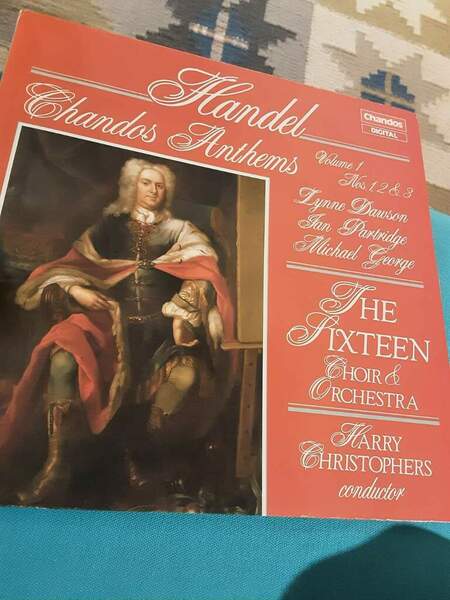 Handel
Chandos Anthems
Chandos
DIGITAL
Volume 1
Nos. 1, 2 & 3
Lynne Dawson
Ian Partridge
Michael George
THE
SIXTEEN
CHOIR &
ORCHESTRA
HARRY
CHRISTOPHERS
conductor